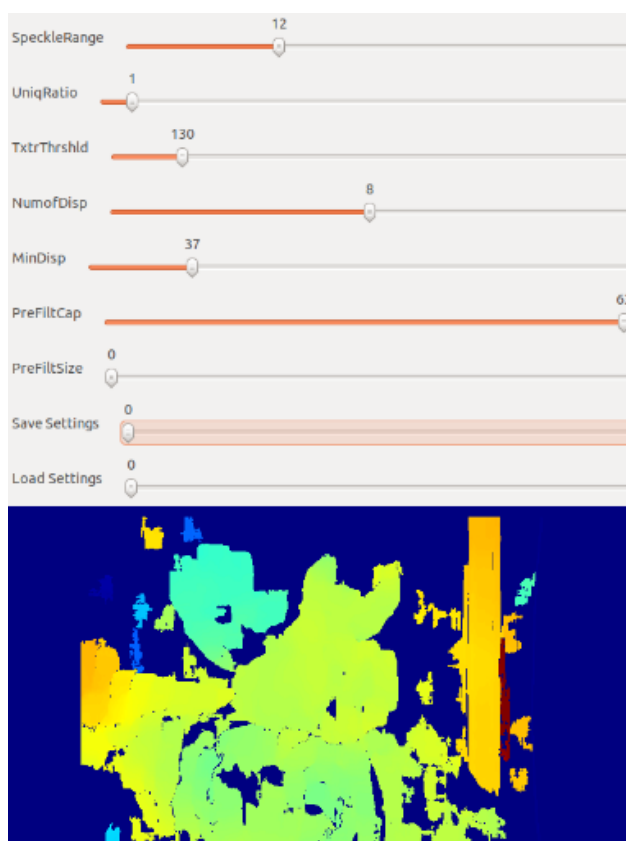 12
SpeckleRange
1
UniqRatio
130
TxtrThrshld
8
NumofDisp
37
MinDisp
PreFiltCap
0
PreFiltSize
0
Save Settings
0
Load Settings